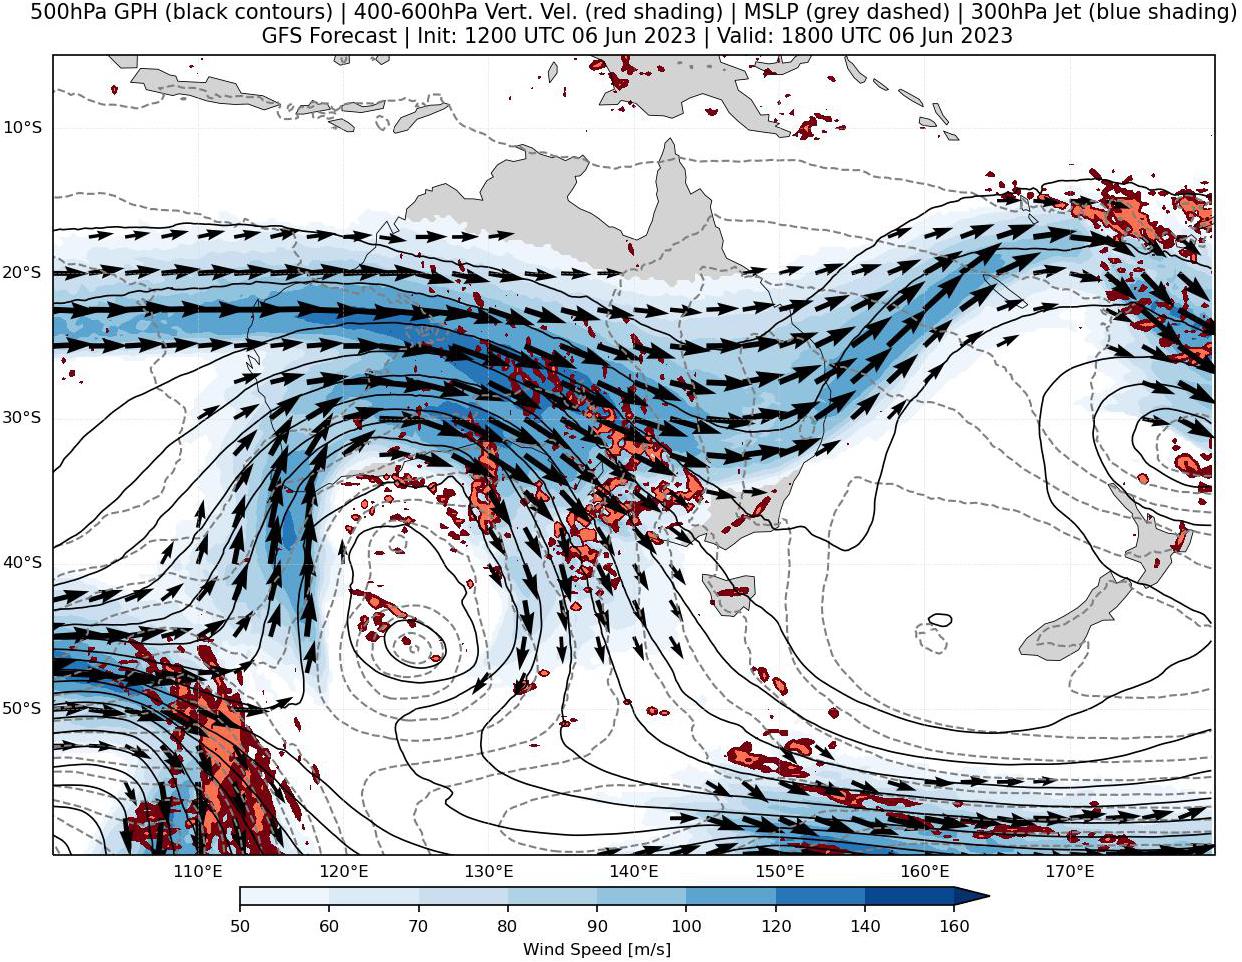 500hPa GPH (black contours) | 400-600hPa Vert. Vel. (red shading) | MSLP (grey dashed) | 300hPa Jet (blue shading)
GFS Forecast | Init: 1200 UTC 06 Jun 2023 | Valid: 1800 UTC 06 Jun 2023
10°S
20°S
30°S
40°S
50°S
110°E 120°E 130°E 140°E 150°E 160°E 170°E
50 60 70 80 90 100 120 140 160
Wind Speed [m/s]